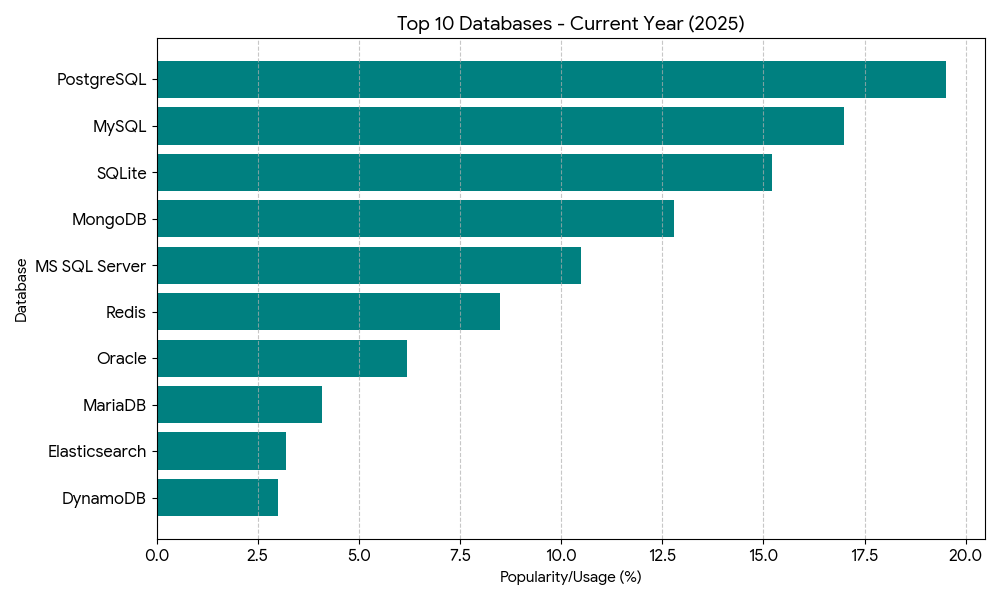 Top 10 Databases - Current Year (2025)
Database
PostgreSQL
MySQL
SQLite
MongoDB
MS SQL Server
Redis
Oracle
MariaDB
Elasticsearch
DynamoDB
0.0 2.5 5.0 7.5 10.0 12.5 15.0 17.5 20.0
Popularity/Usage (%)